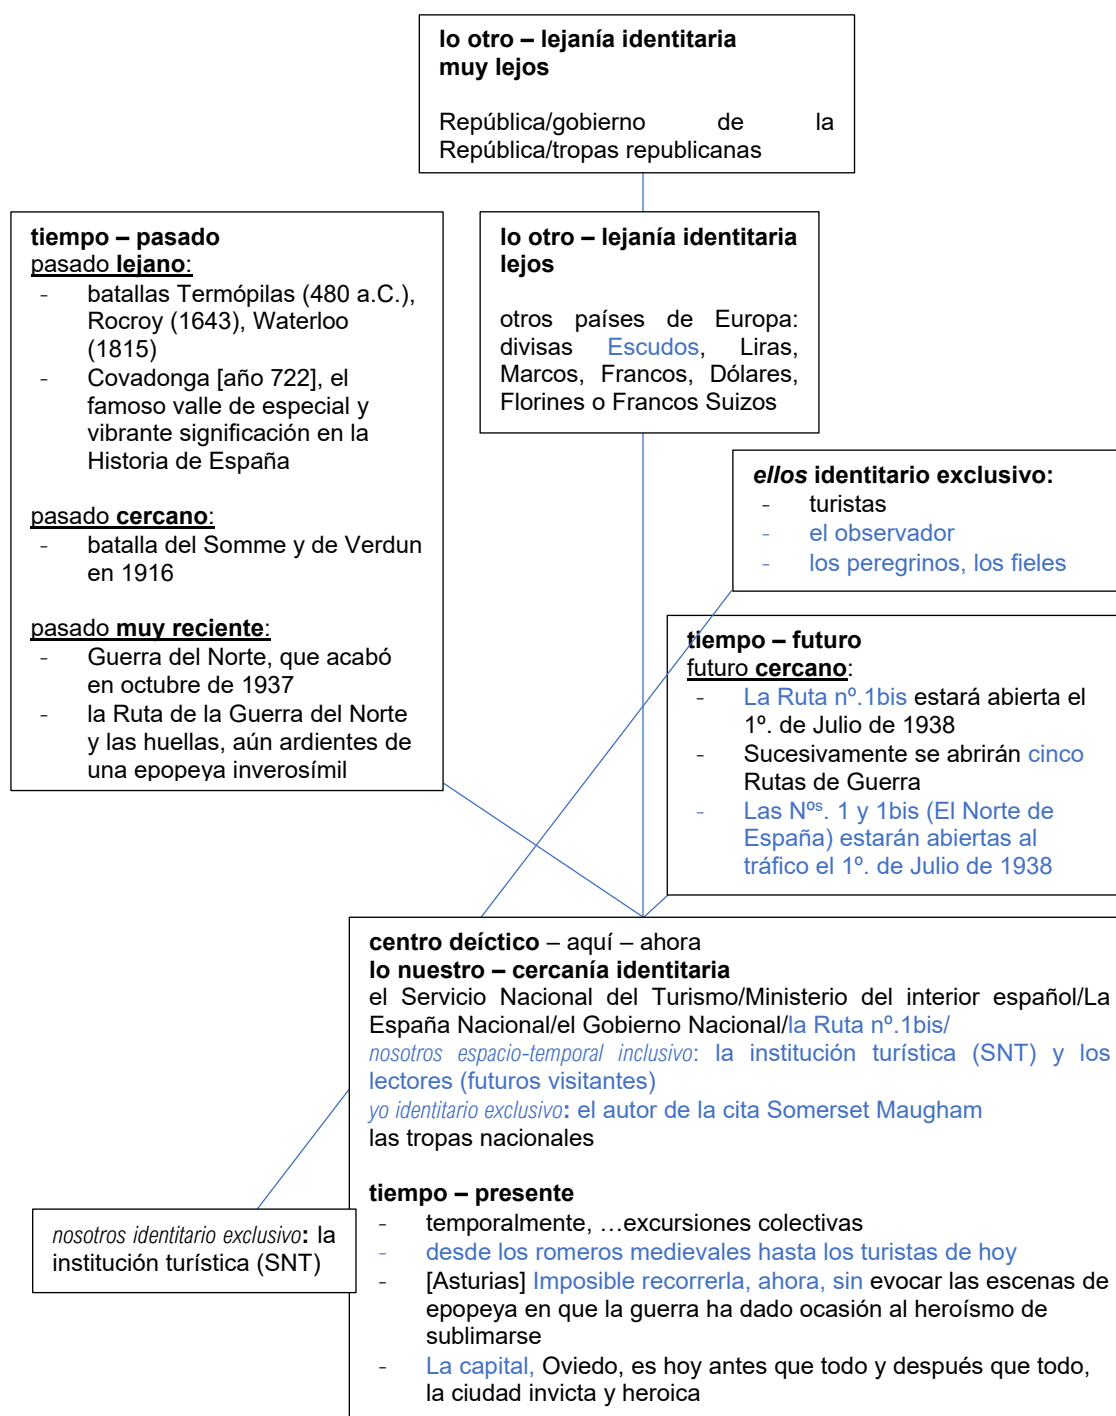 lo otro – lejanía identitaria
muy lejos
República/gobierno de la
República/tropas republicanas
tiempo – pasado
pasado lejano:
- batallas Termópilas (480 a.C.),
Rocroy (1643), Waterloo
(1815)
- Covadonga [año 722], el
famoso valle de especial y
vibrante significación en la
Historia de España
pasado cercano:
- batalla del Somme y de Verdun
en 1916
pasado muy reciente:
- Guerra del Norte, que acabó
en octubre de 1937
- la Ruta de la Guerra del Norte
y las huellas, aún ardientes de
una epopeya inverosímil
lo otro – lejanía identitaria
lejos
otros países de Europa:
divisas Escudos, Liras,
Marcos, Francos, Dólares,
Florines o Francos Suizos
ellos identitario exclusivo:
- turistas
- el observador
- los peregrinos, los fieles
tiempo – futuro
futuro cercano:
- La Ruta nº.1bis estará abierta el
1º. de Julio de 1938
- Sucesivamente se abrirán cinco
Rutas de Guerra
- Las Nºs. 1 y 1bis (El Norte de
España) estarán abiertas al
tráfico el 1º. de Julio de 1938
centro deíctico – aquí – ahora
lo nuestro – cercanía identitaria
el Servicio Nacional del Turismo/Ministerio del interior español/La
España Nacional/el Gobierno Nacional/la Ruta nº.1bis/
nosotros espacio-temporal inclusivo: la institución turística (SNT) y los
lectores (futuros visitantes)
yo identitario exclusivo: el autor de la cita Somerset Maugham
las tropas nacionales
tiempo – presente
- temporalmente, …excursiones colectivas
- desde los romeros medievales hasta los turistas de hoy
- [Asturias] Imposible recorrerla, ahora, sin evocar las escenas de
epopeya en que la guerra ha dado ocasión al heroísmo de
sublimarse
- La capital, Oviedo, es hoy antes que todo y después que todo,
la ciudad invicta y heroica
nosotros identitario exclusivo: la
institución turística (SNT)